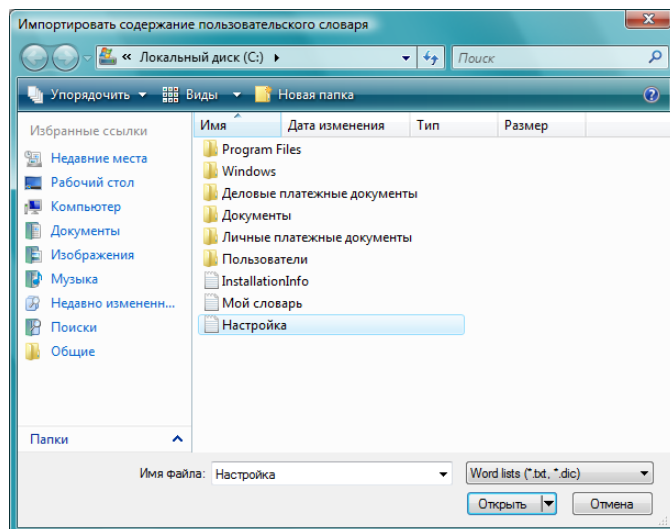 Импортировать содержание пользовательского словаря
« Локальный диск (C:)
Поиск
Упорядочить Виды Новая папка
Избранные ссылки
Недавние места
Рабочий стол
Компьютер
Документы
Изображения
Музыка
Недавно измененн...
Поиски
Общие
Папки
Имя Дата изменения Тип Размер
Program Files
Windows
Деловые платежные документы
Документы
Личные платежные документы
Пользователи
InstallationInfo
Мой словарь
Настройка
Имя файла: Настройка Word lists (*.txt, *.dic)
Открыть Отмена